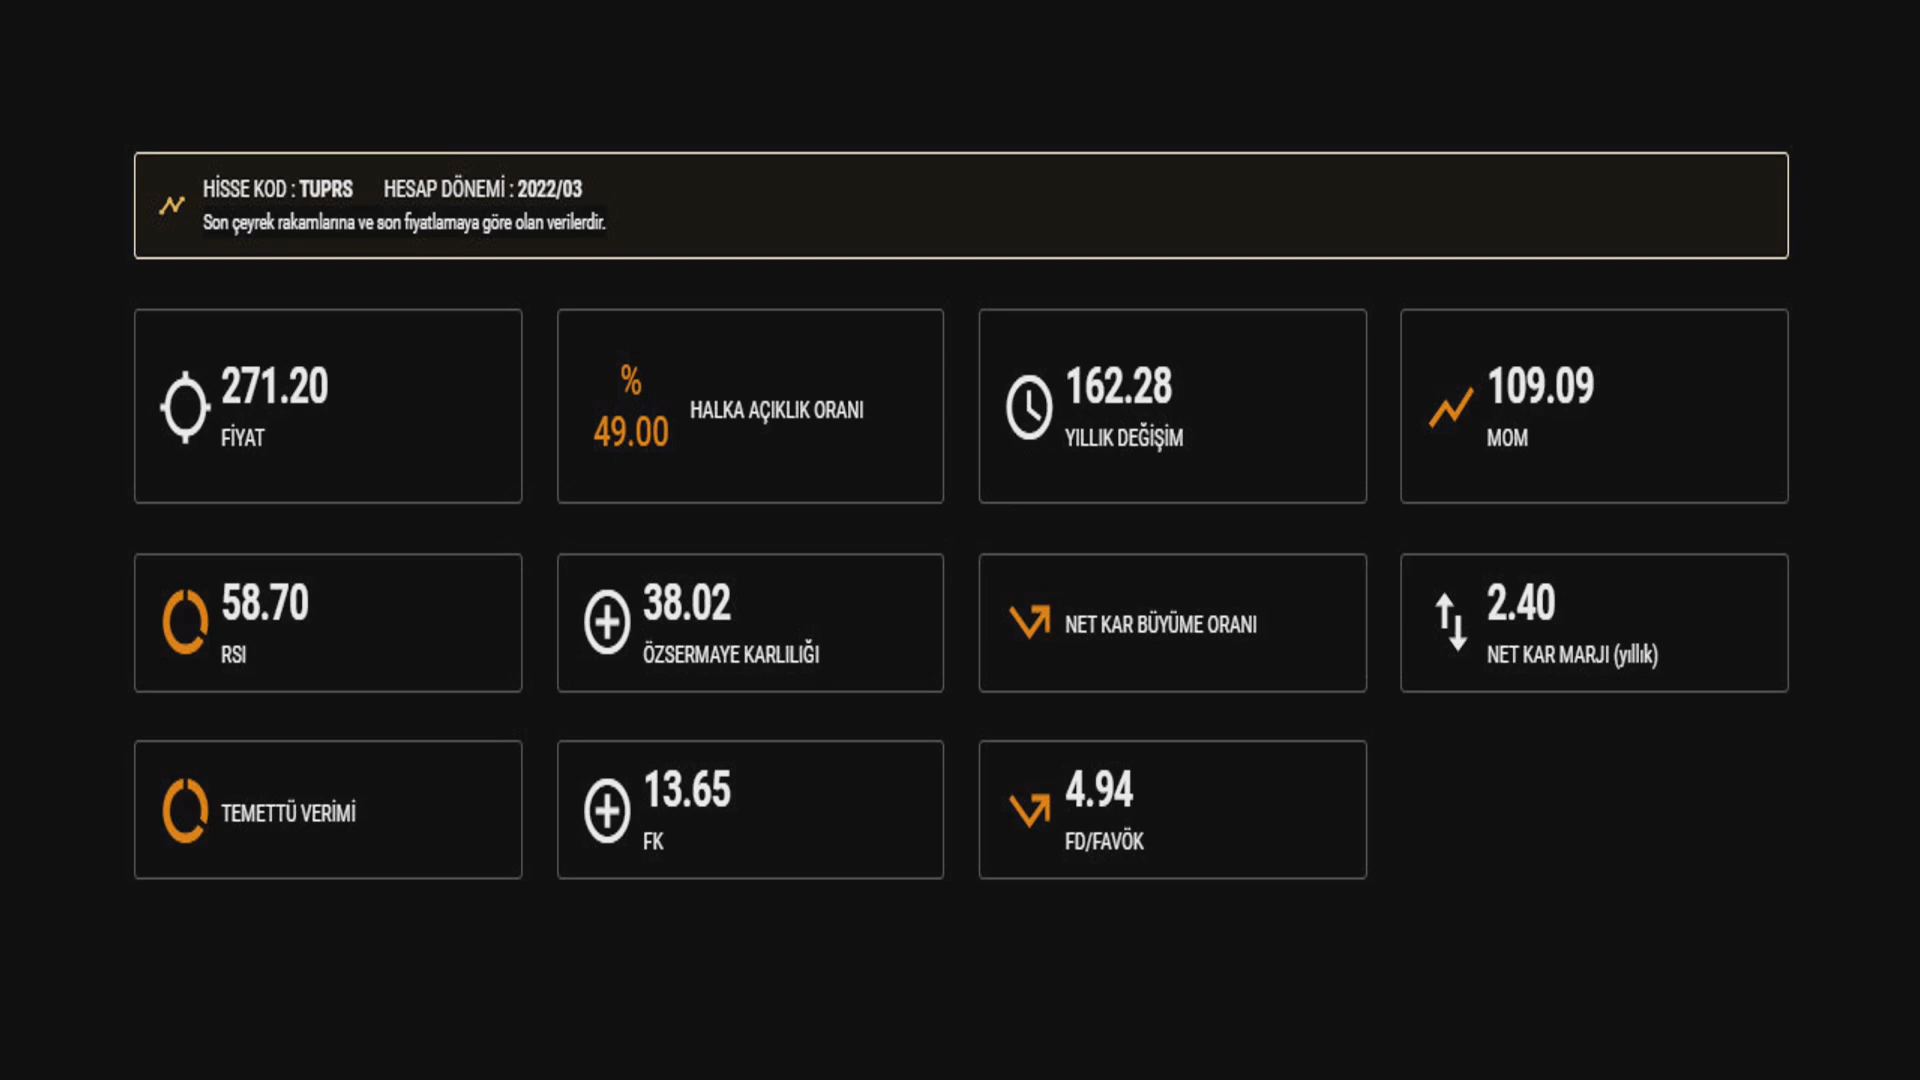 HİSSE KOD : TUPRS HESAP DÖNEMİ : 2022/03
Son çeyrek rakamlarına ve son fiyatlamaya göre olan verilerdir.
271.20
FİYAT
%
49.00
HALKA AÇIKLIK ORANI
162.28
YILLIK DEĞİŞİM
109.09
MOM
58.70
RSI
38.02
ÖZSERMAYE KARLILIĞI
NET KAR BÜYÜME ORANI
2.40
NET KAR MARJI (yıllık)
TEMETTÜ VERİMİ
13.65
FK
4.94
FD/FAVÖK